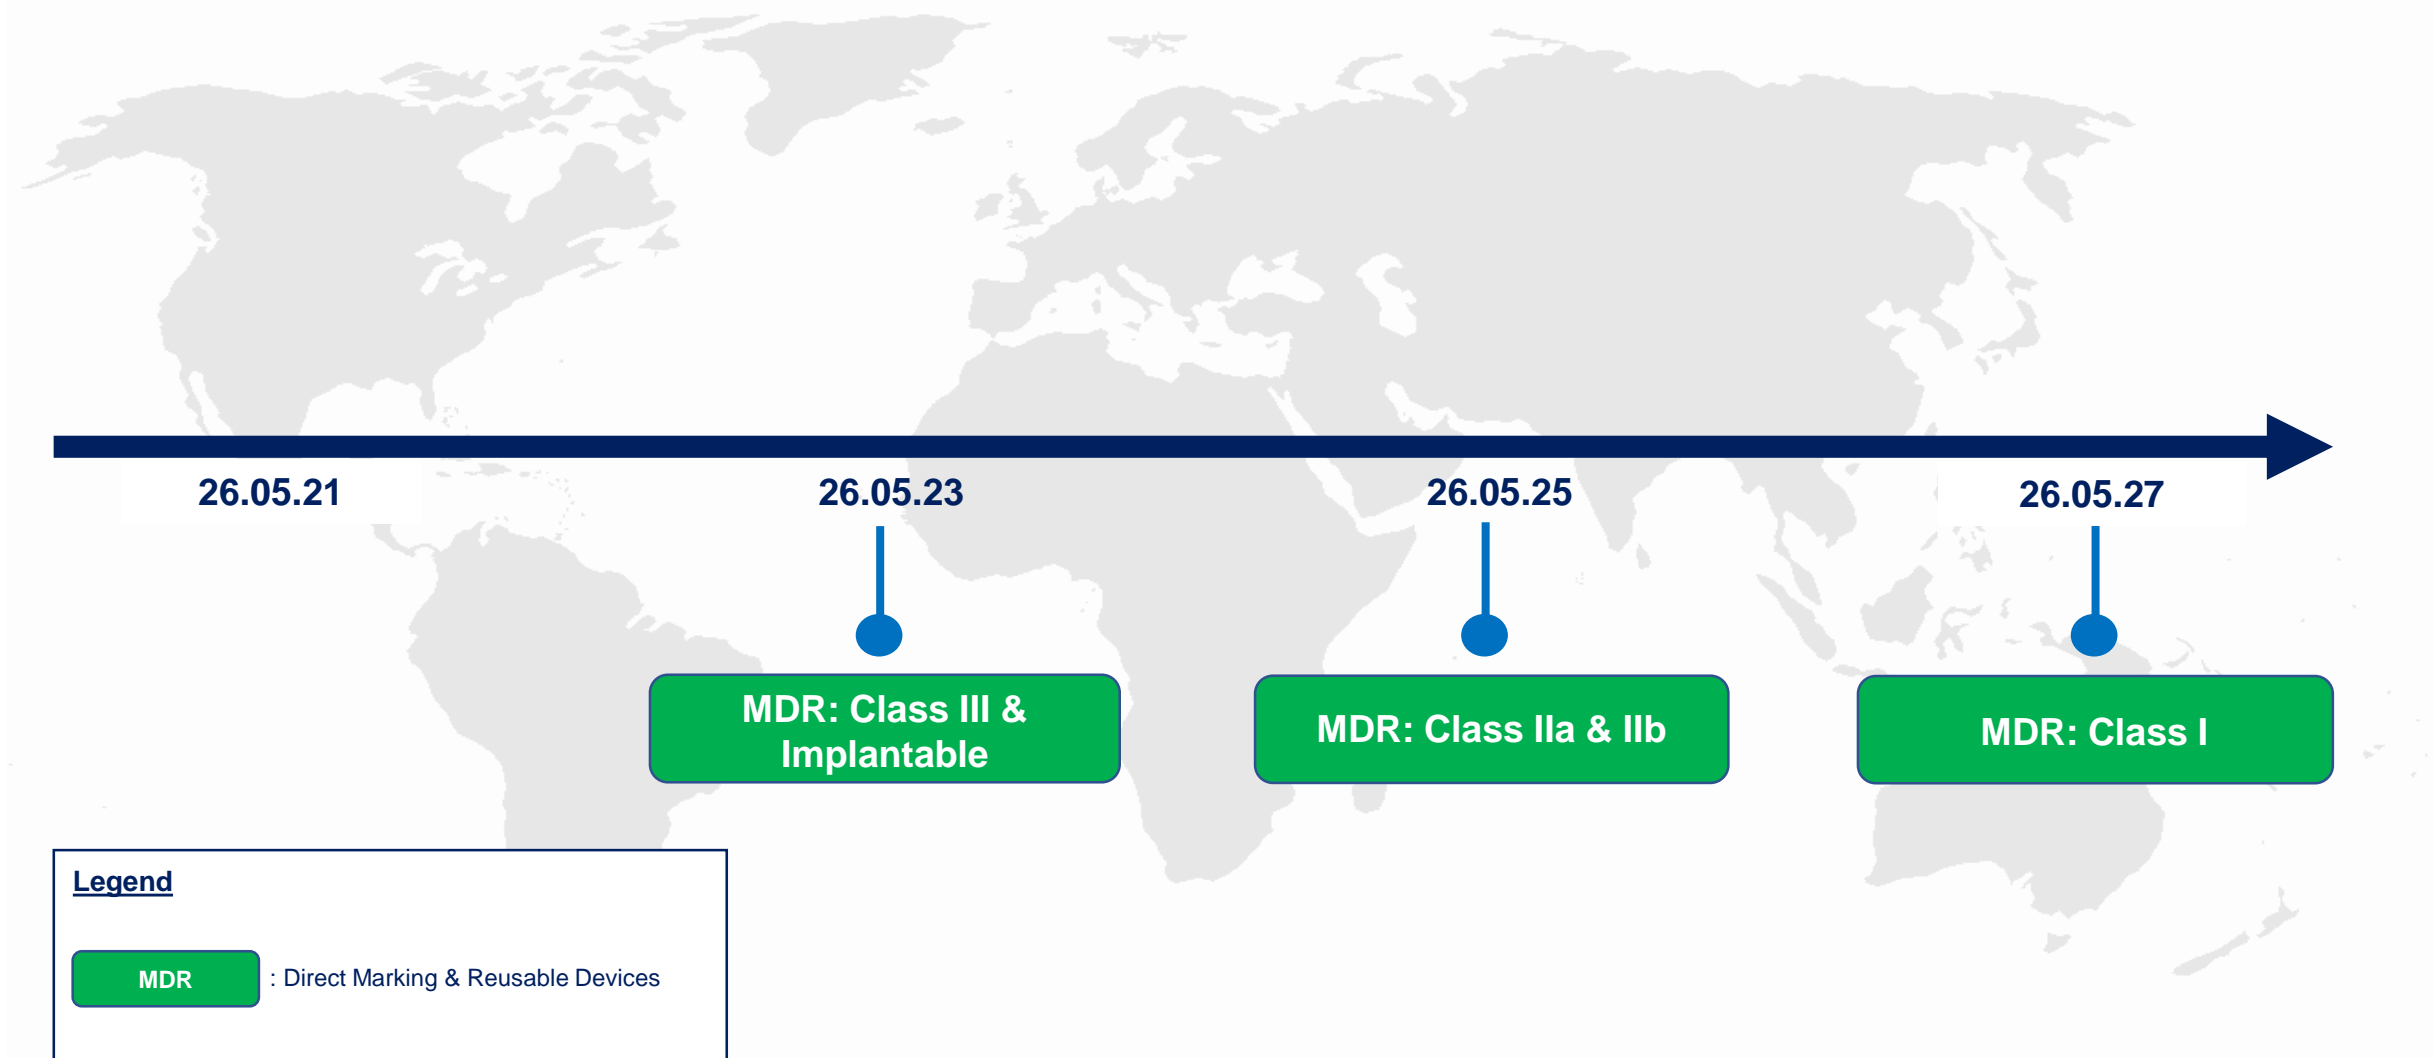 26.05.21
26.05.23
26.05.25
26.05.27
MDR: Class III &
Implantable
MDR: Class IIa & IIb
MDR: Class I
Legend
MDR
: Direct Marking & Reusable Devices